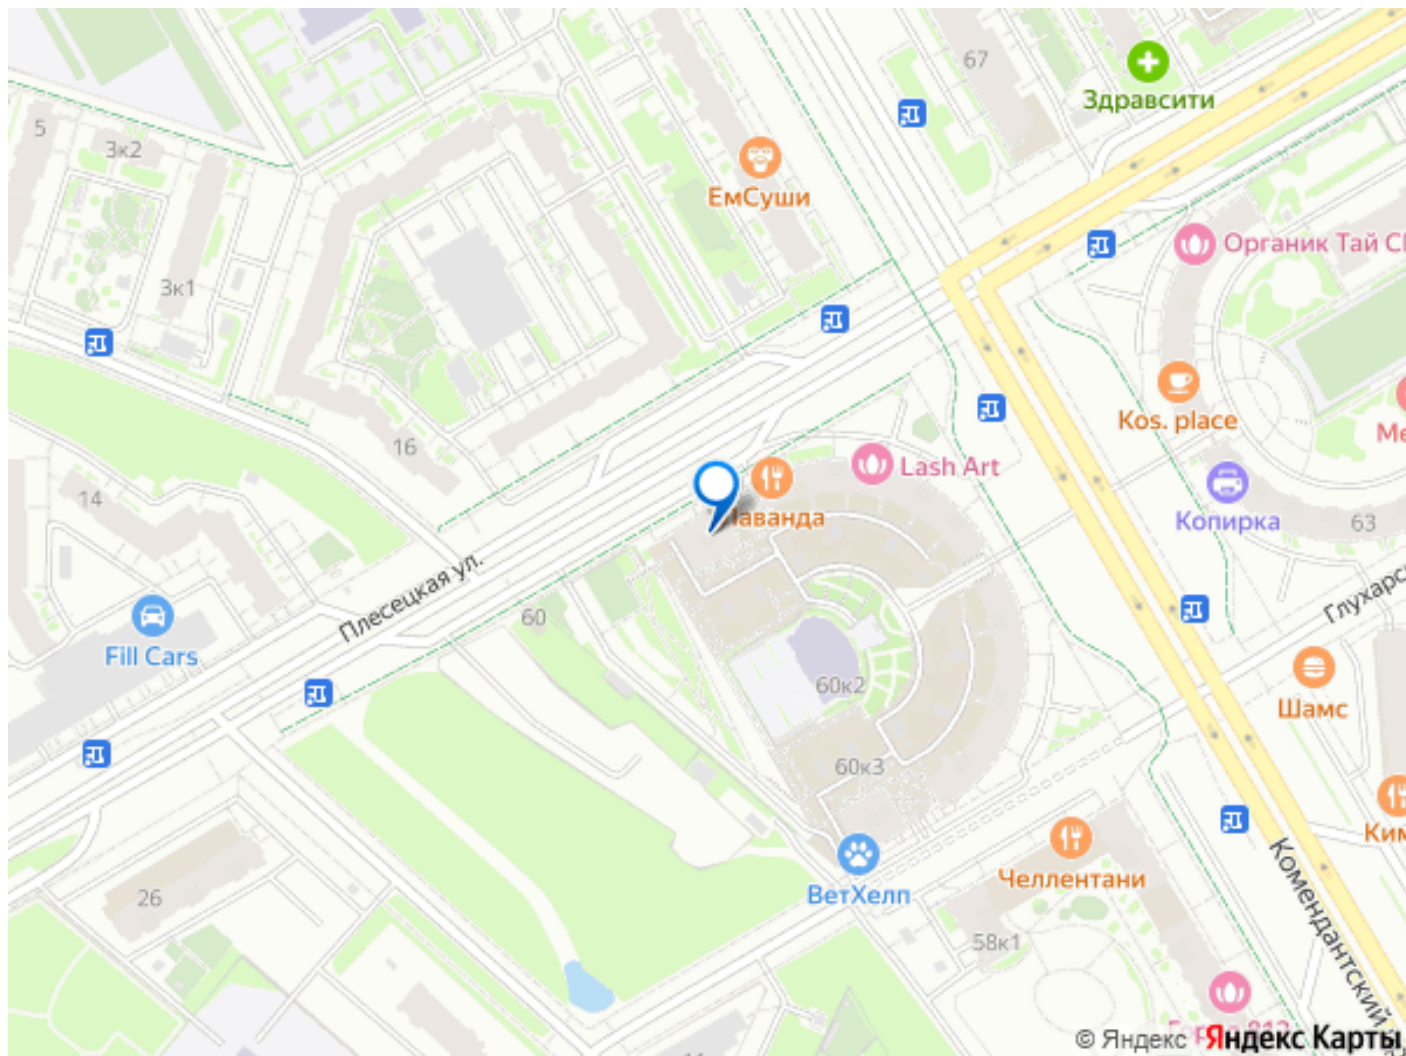 67
Здравсити
5
3к2
ЕмСуши
Органик Тай
3к1
Kos. place
16
Lash Art
14
Копирка
63
Плесецкая ул.
60
Fill Cars
60к2
Шамс
60к3
ВетХелп
Челлентани
26
58к1
Комендантский
© Яндекс Яндекс Карты